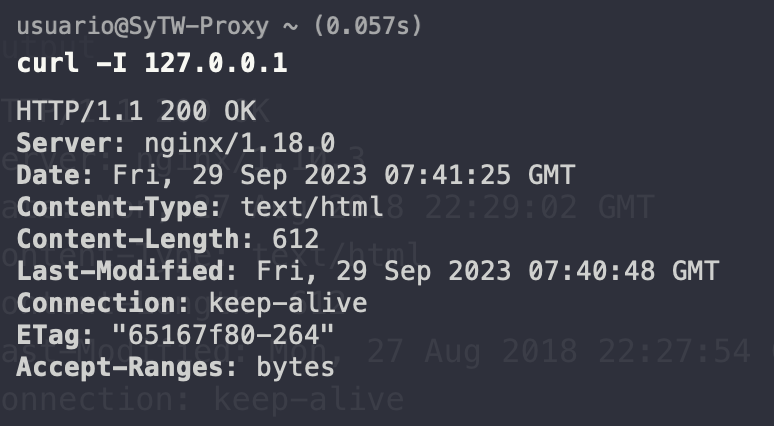 usuario@SyTW-Proxy ~ (0.057s)
curl -I 127.0.0.1
HTTP/1.1 200 OK
Server: nginx/1.18.0
Date: Fri, 29 Sep 2023 07:41:25 GMT
Content-Type: text/html
Content-Length: 612
Last-Modified: Fri, 29 Sep 2023 07:40:48 GMT
Connection: keep-alive
ETag: "65167f80-264"
Accept-Ranges: bytes